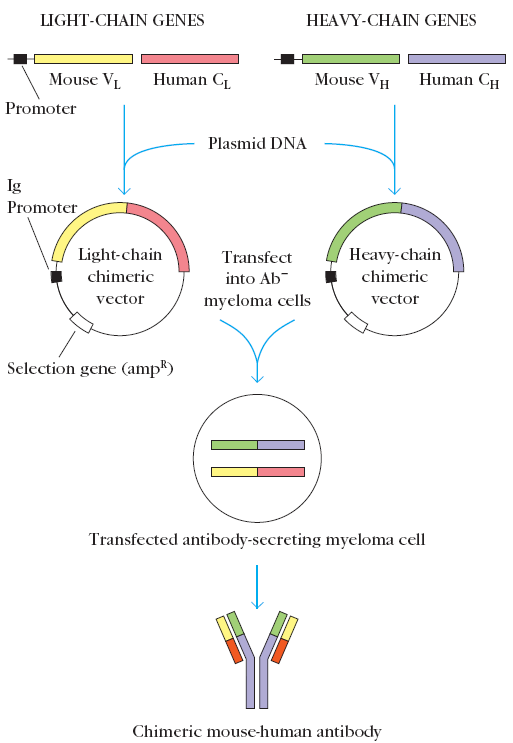 LIGHT-CHAIN GENES
HEAVY-CHAIN GENES
Mouse VL
Human CL
Mouse VH
Human CH
Promoter
Plasmid DNA
Ig
Promoter
Light-chain
chimeric
vector
Transfect
into Ab−
myeloma cells
Heavy-chain
chimeric
vector
Selection gene (ampR)
Transfected antibody-secreting myeloma cell
Chimeric mouse-human antibody